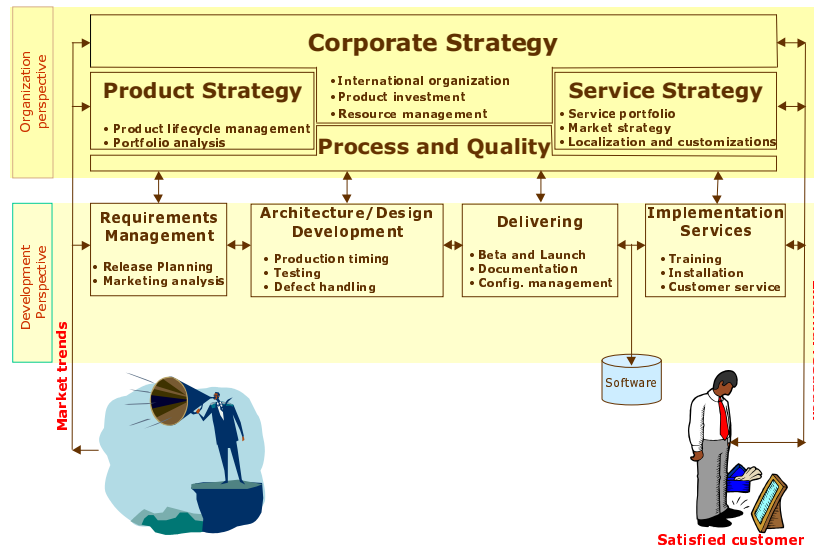 Organization
perspective
Corporate Strategy
Product Strategy
• Product lifecycle management
• Portfolio analysis
• International organization
• Product investment
• Resource management
Service Strategy
• Service portfolio
• Market strategy
• Localization and customizations
Process and Quality
Development
Perspective
Requirements
Management
• Release Planning
• Marketing analysis
Architecture/Design
Development
• Production timing
• Testing
• Defect handling
Delivering
• Beta and Launch
• Documentation
• Config. management
Implementation
Services
• Training
• Installation
• Customer service
Market trends
Software
Satisfied customer